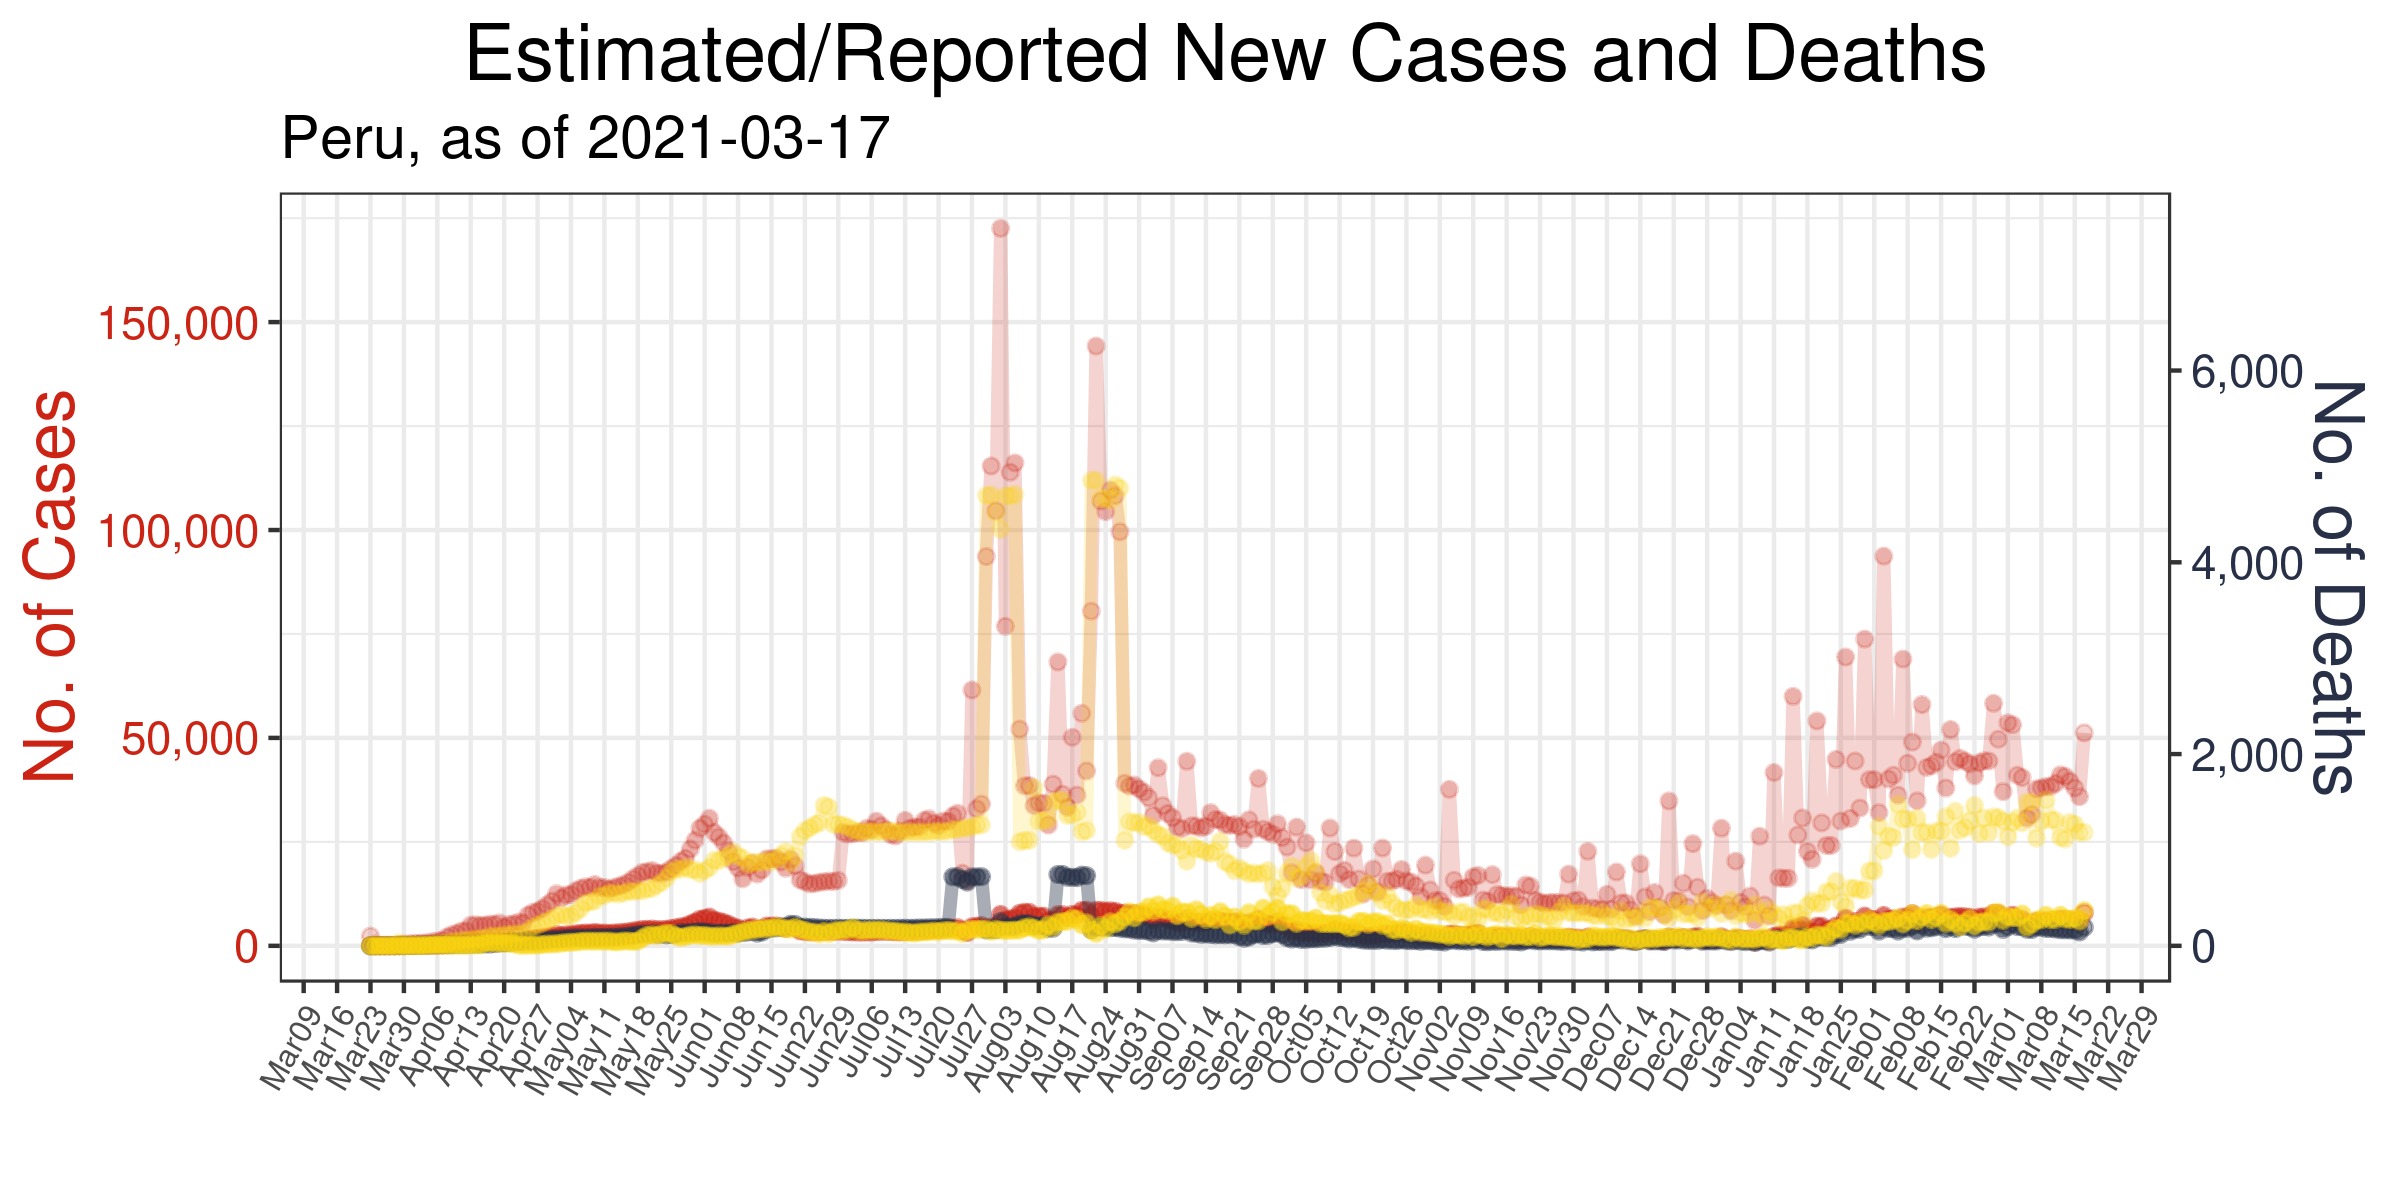 Estimated/Reported New Cases and Deaths
Peru, as of 2021-03-17
No. of Cases
150,000
100,000
50,000
0
6,000
4,000
2,000
0
No. of Deaths
Mar09
Mar16
Mar23
Mar30
Apr06
Apr13
Apr20
Apr27
May04
May11
May18
May25
Jun01
Jun08
Jun15
Jun22
Jun29
Jul06
Jul13
Jul20
Jul27
Aug03
Aug10
Aug17
Aug24
Aug31
Sep07
Sep14
Sep21
Sep28
Oct05
Oct12
Oct19
Oct26
Nov02
Nov09
Nov16
Nov23
Nov30
Dec07
Dec14
Dec21
Dec28
Jan04
Jan11
Jan18
Jan25
Feb01
Feb08
Feb15
Feb22
Mar01
Mar08
Mar15
Mar22
Mar29